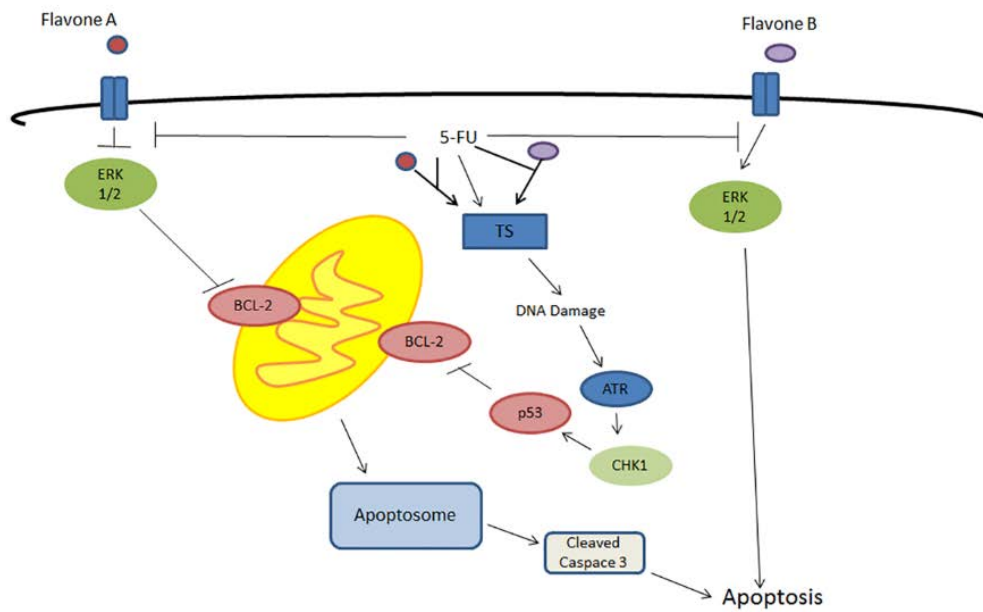 Flavone A
Flavone B
5-FU
ERK
1/2
ERK
1/2
TS
BCL-2
DNA Damage
BCL-2
ATR
p53
CHK1
Apoptosome
Cleaved
Caspace 3
Apoptosis